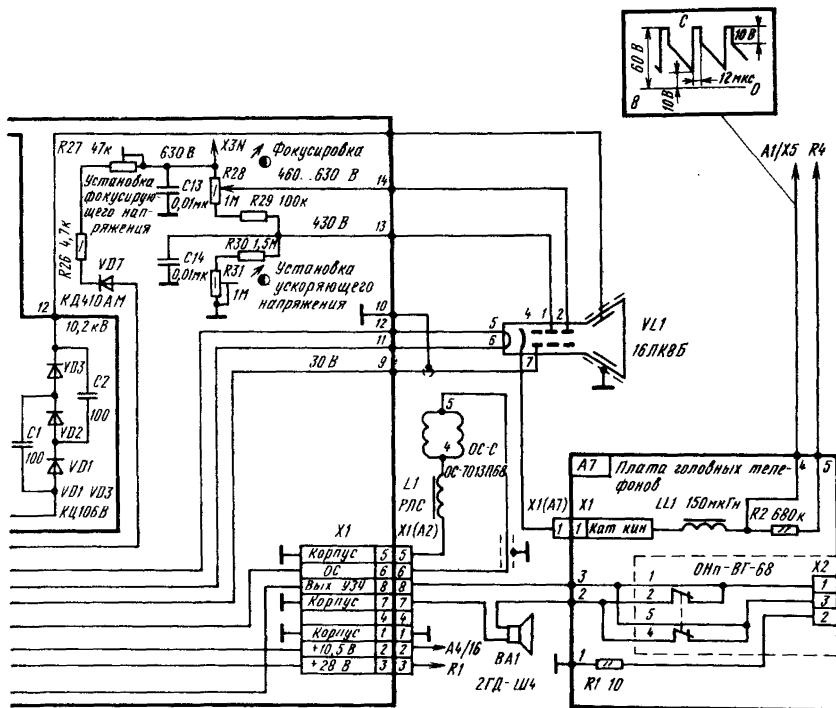 С
60 В
10 В
12 мкс
10 В
8
0
R27 47к
630 В
X3N
Фокусировка
460..630 В
R28
1М
14
A1/X5
R4
Установка
фокусирую-
щего нап-
ряжения
C13
0,01мк
R29 100к
430 В
13
R26 4,7к
VD7
КД410АМ
C14
0,01мк
R30 1,5М
R31
1М
Установка
ускоряющего
напряжения
12
10,2 кВ
10
12
11
9
30 В
5
6
4
1
2
7
VL1
16ЛК8Б
VD3
C2
100
C1
100
VD2
VD1
VD1 VD3
КЦ106В
5
4
ОС-С
ОС-7013П68
L1
РЛС
X1
X1(A2)
Корпус 5 5
ОС 6 6
Вых УЗЧ 8 8
Корпус 7 7
4 4
Корпус 1 1
+10,5 В 2 2
+28 В 3 3
A4/16
R1
BA1
2ГД-Ш4
A7
Плата головных теле-
фонов
4
5
X1(A7)
X1
1 1 Кат кин
LL1 150мкГн
R2 680к
ОНп-ВГ-68
X2
3
2
1
2
5
4
1
3
2
1
R1 10